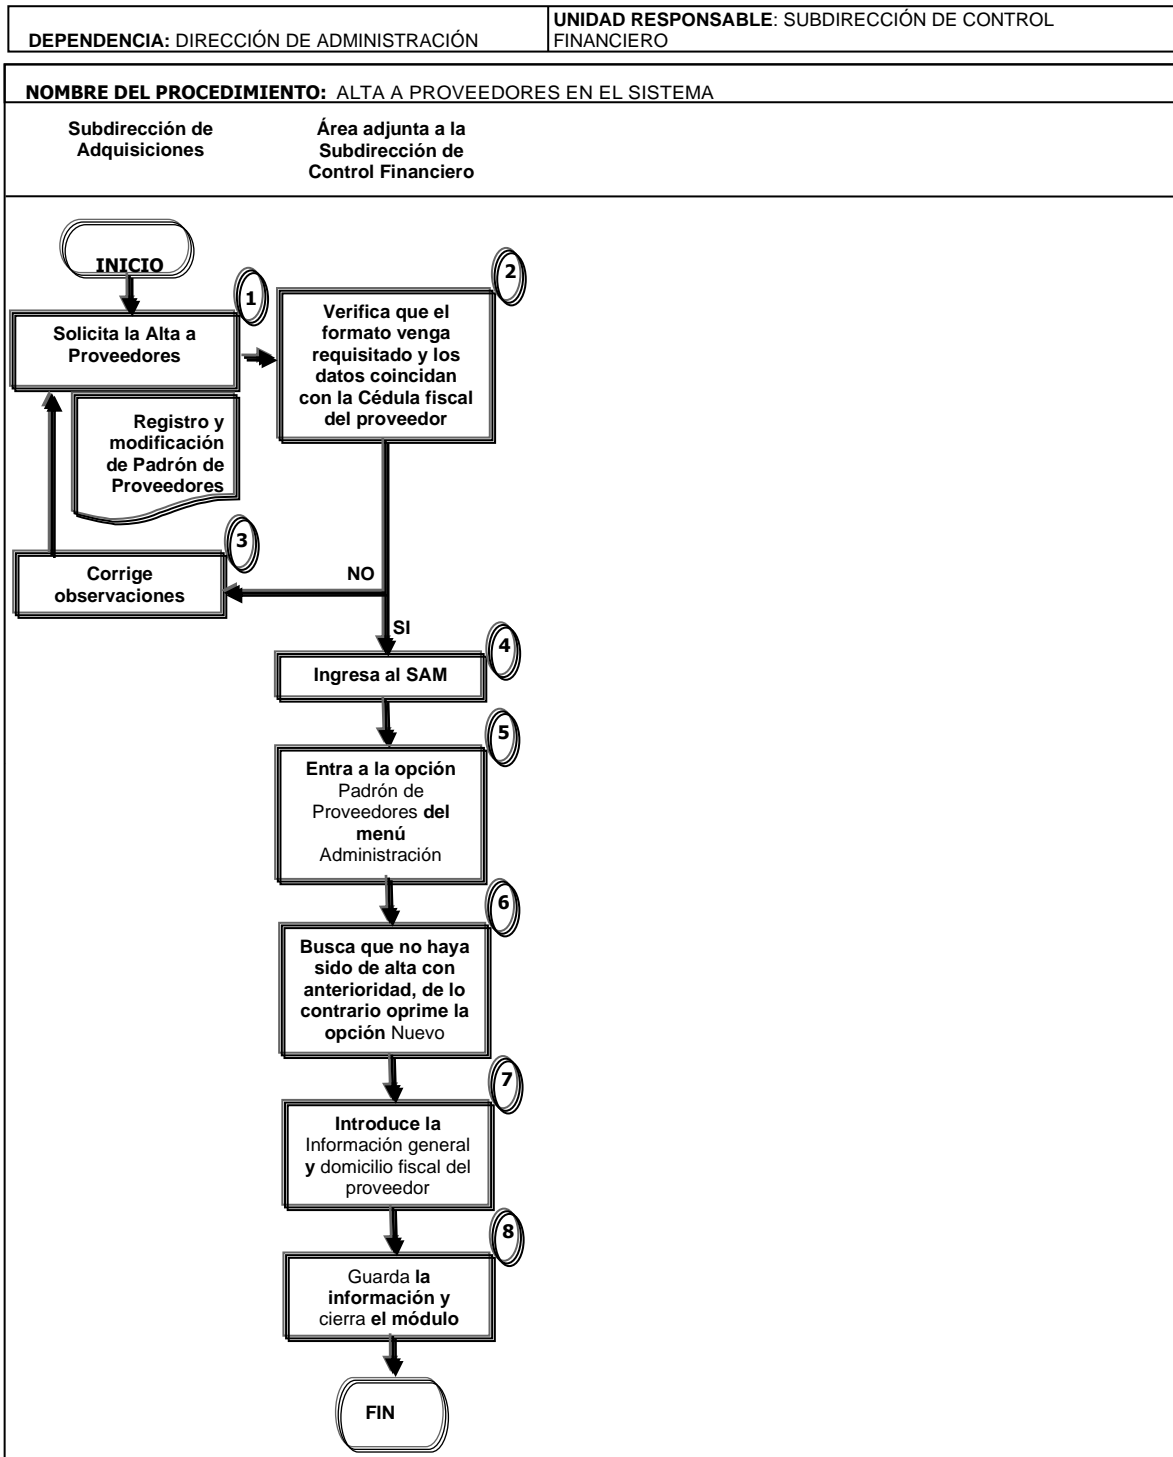 DEPENDENCIA: DIRECCIÓN DE ADMINISTRACIÓN
UNIDAD RESPONSABLE: SUBDIRECCIÓN DE CONTROL
FINANCIERO
NOMBRE DEL PROCEDIMIENTO: ALTA A PROVEEDORES EN EL SISTEMA
Subdirección de
Adquisiciones
Área adjunta a la
Subdirección de
Control Financiero
INICIO
1
Solicita la Alta a
Proveedores
Registro y
modificación
de Padrón de
Proveedores
2
Verifica que el
formato venga
requisitado y los
datos coincidan
con la Cédula fiscal
del proveedor
3
Corrige
observaciones
NO
SI
4
Ingresa al SAM
5
Entra a la opción
Padrón de
Proveedores del
menú
Administración
6
Busca que no haya
sido de alta con
anterioridad, de lo
contrario oprime la
opción Nuevo
7
Introduce la
Información general
y domicilio fiscal del
proveedor
8
Guarda la
información y
cierra el módulo
FIN